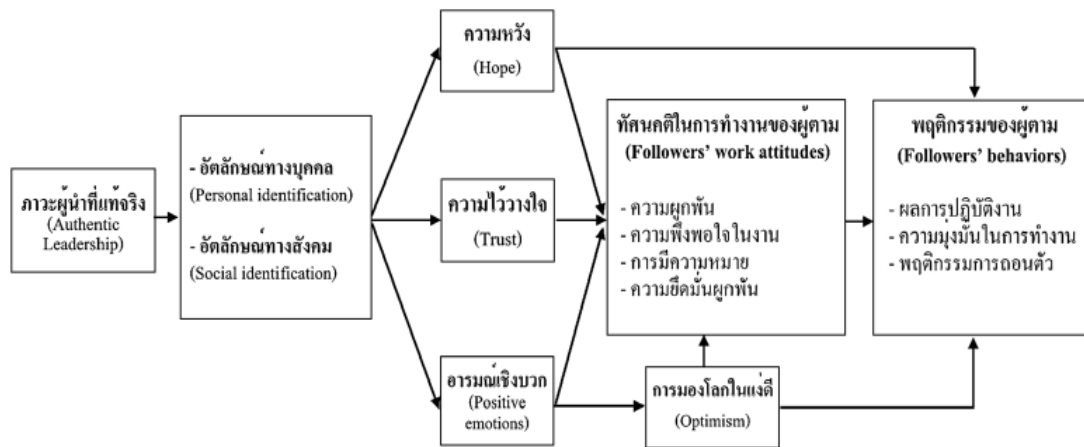 ภาวะผู้นำที่แท้จริง
(Authentic
Leadership)
- อัตลักษณ์ทางบุคคล
(Personal identification)
- อัตลักษณ์ทางสังคม
(Social identification)
ความหวัง
(Hope)
ความไว้วางใจ
(Trust)
อารมณ์เชิงบวก
(Positive
emotions)
ทัศนคติในการทำงานของผู้ตาม
(Followers' work attitudes)
- ความผูกพัน
- ความพึงพอใจในงาน
- การมีความหมาย
- ความยึดมั่นผูกพัน
การมองโลกในแง่ดี
(Optimism)
พฤติกรรมของผู้ตาม
(Followers' behaviors)
- ผลการปฏิบัติงาน
- ความมุ่งมั่นในการทำงาน
- พฤติกรรมการถอนตัว